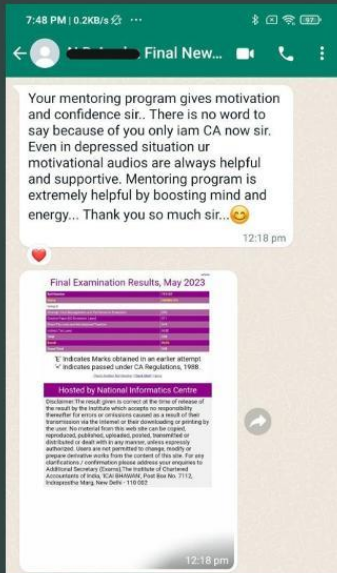 7:48 PM | 0.2KB/s
97
Final New...
Your mentoring program gives motivation
and confidence sir.. There is no word to
say because of you only iam CA now sir.
Even in depressed situation ur
motivational audios are always helpful
and supportive. Mentoring program is
extremely helpful by boosting mind and
energy... Thank you so much sir...😊
12:18 pm
Final Examination Results, May 2023
'E' Indicates Marks obtained in an earlier attempt
indicates passed under CA Regulations, 1988.
Hosted by National Informatics Centre
Disclaimer:The result given is correct at the time of release of
the result by the Institute which accepts no responsibility
thereafter for errors or omissions caused as a result of their
transmission via the internet or their downloading or printing by
the user. No material from this web site can be copied,
reproduced, published, uploaded, posted, transmitted or
distributed or dealt with in any manner, unless expressly
authorized. Users are not permitted to change, modify or
prepare derivative works from the content of this site. For any
clarifications / confirmation please address your enquiries to
Additional Secretary (Exams),The Institute of Chartered
Accountants of India, 'ICAI BHAWAN', Post Box No. 7112,
Indraprastha Marg, New Delhi - 110 002
12:18 pm